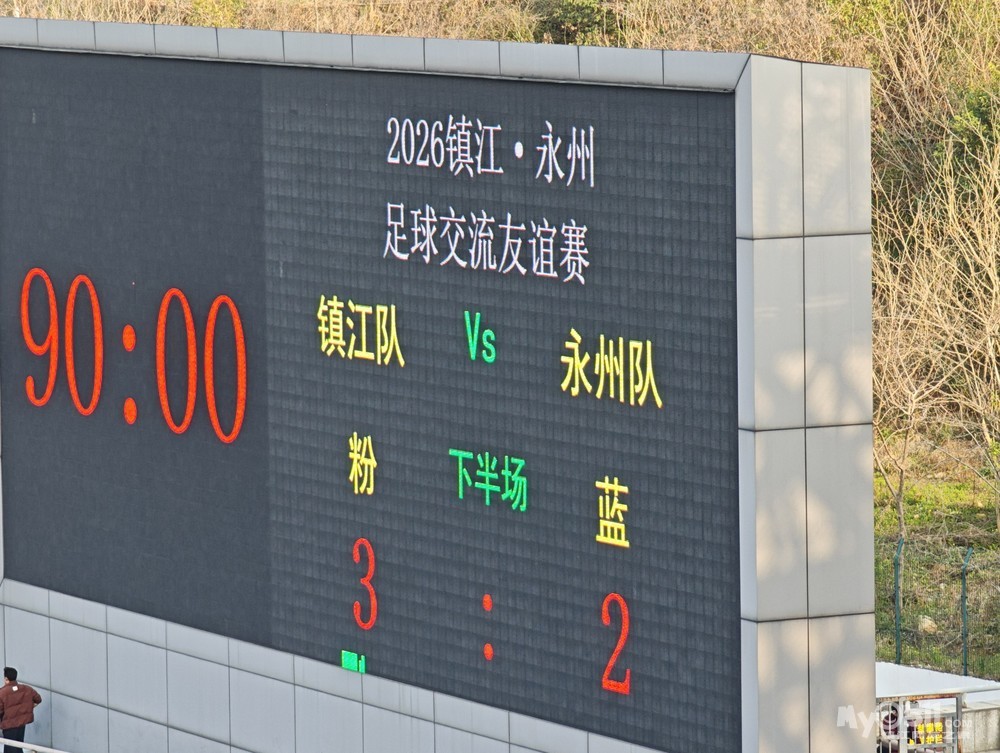 2026镇江·永州
足球交流友谊赛
90:00
镇江队 Vs 永州队
粉 下半场 蓝
3 : 2